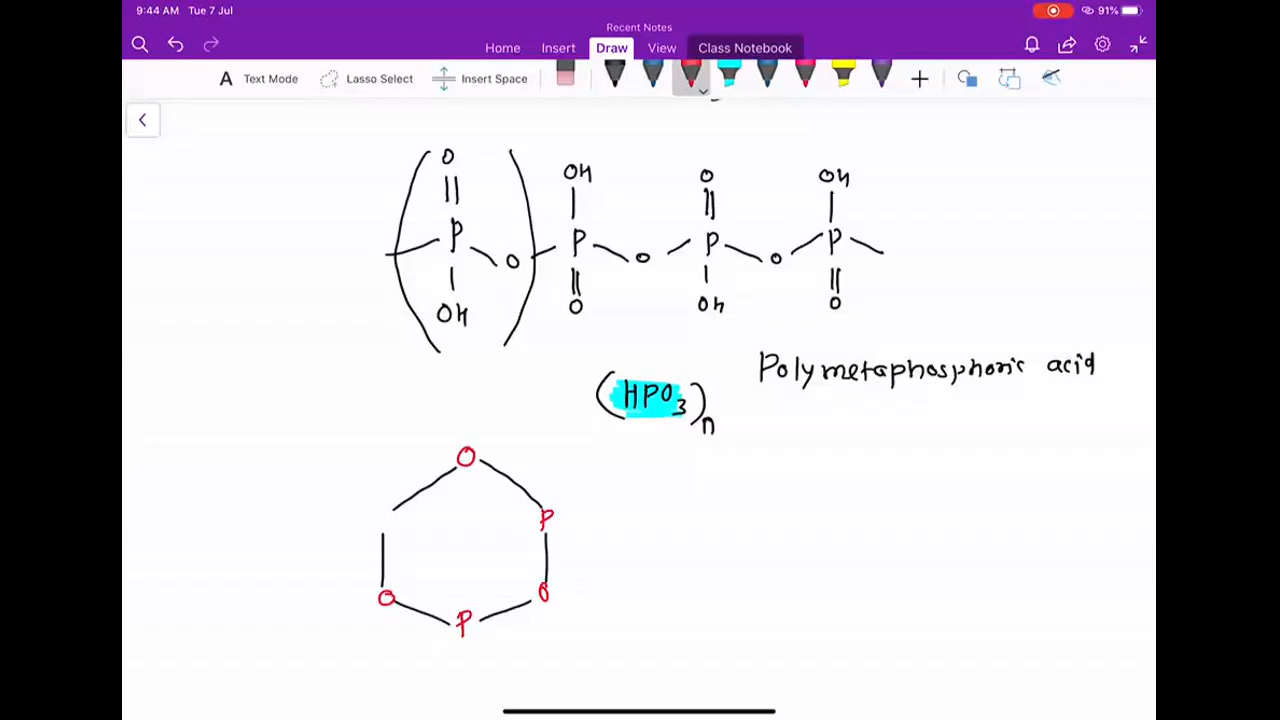 9:44 AM Tue 7 Jul 91%
Recent Notes
Home Insert Draw View Class Notebook
A Text Mode Lasso Select Insert Space
O OH O OH
P O P O P O P
OH O OH O
Polymetaphosphoric acid
(HPO3)n
O
P
O O
P